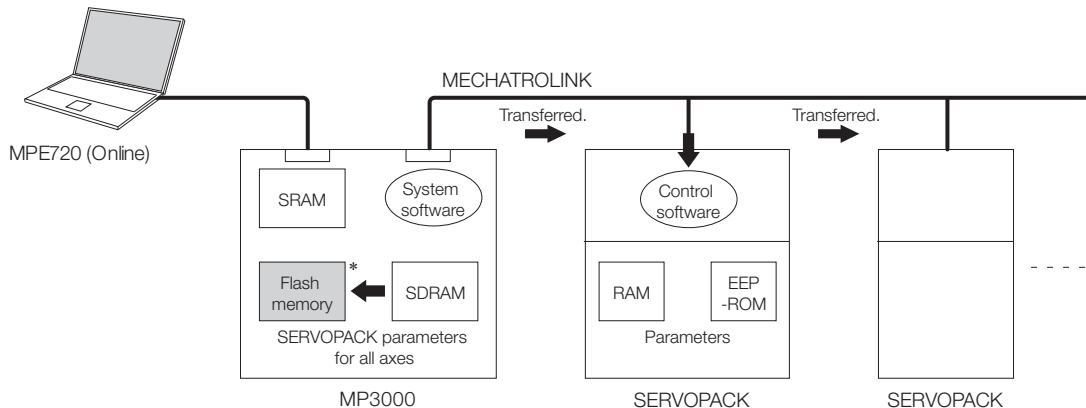 MECHATROLINK
Transferred.
Transferred.
MPE720 (Online)
SRAM
System
software
Control
software
Flash
memory
*
SDRAM
RAM
EEP
-ROM
SERVOPACK parameters
for all axes
Parameters
MP3000
SERVOPACK
SERVOPACK